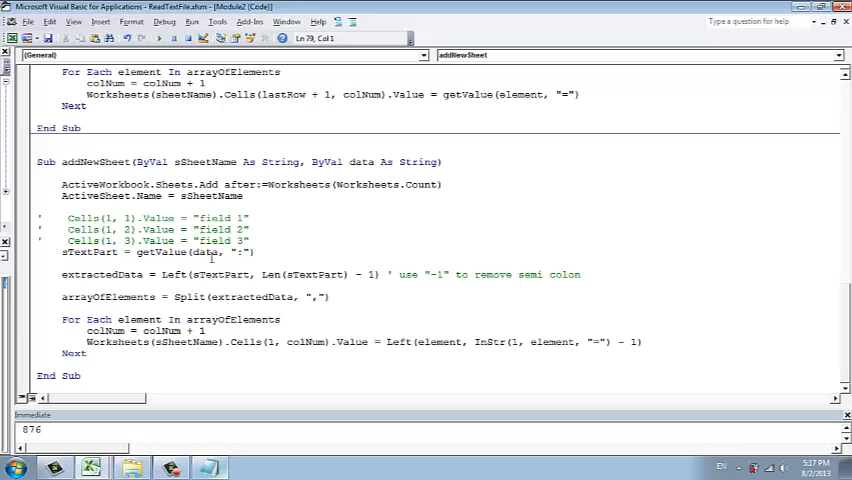 Microsoft Visual Basic for Applications - ReadTextFile.xlsm - [Module2 (Code)]
File Edit View Insert Format Debug Run Tools Add-Ins Window Help
Type a question for help
Ln 79, Col 1
(General)
addNewSheet
For Each element In arrayOfElements
colNum = colNum + 1
Worksheets(sheetName).Cells(lastRow + 1, colNum).Value = getValue(element, "=")
Next
End Sub
Sub addNewSheet(ByVal sSheetName As String, ByVal data As String)
ActiveWorkbook.Sheets.Add after:=Worksheets(Worksheets.Count)
ActiveSheet.Name = sSheetName
' Cells(1, 1).Value = "field 1"
' Cells(1, 2).Value = "field 2"
' Cells(1, 3).Value = "field 3"
sTextPart = getValue(data, ":")
extractedData = Left(sTextPart, Len(sTextPart) - 1) ' use "-1" to remove semi colon
arrayOfElements = Split(extractedData, ",")
For Each element In arrayOfElements
colNum = colNum + 1
Worksheets(sSheetName).Cells(1, colNum).Value = Left(element, InStr(1, element, "=") - 1)
Next
End Sub
Immediate
876
EN
5:17 PM
8/2/2013